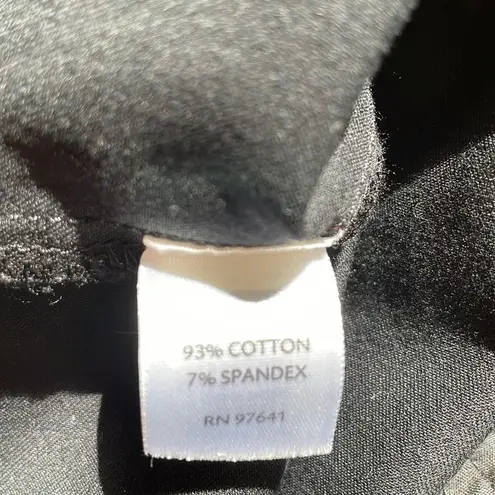 93% COTTON
7% SPANDEX
RN 97641